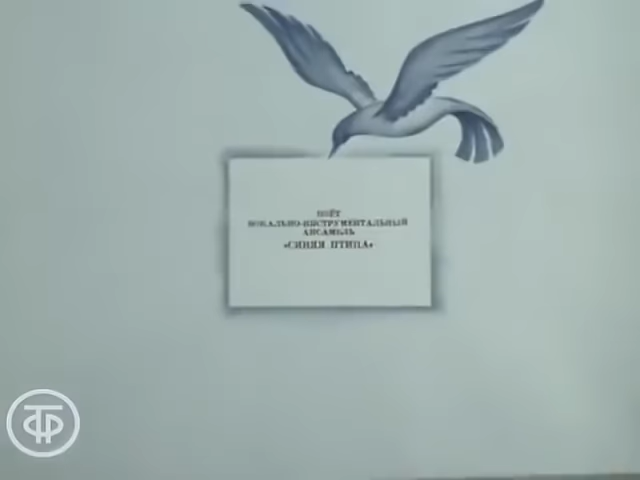 ПОЁТ
ВОКАЛЬНО-ИНСТРУМЕНТАЛЬНЫЙ
АНСАМБЛЬ
«СИНЯЯ ПТИЦА»